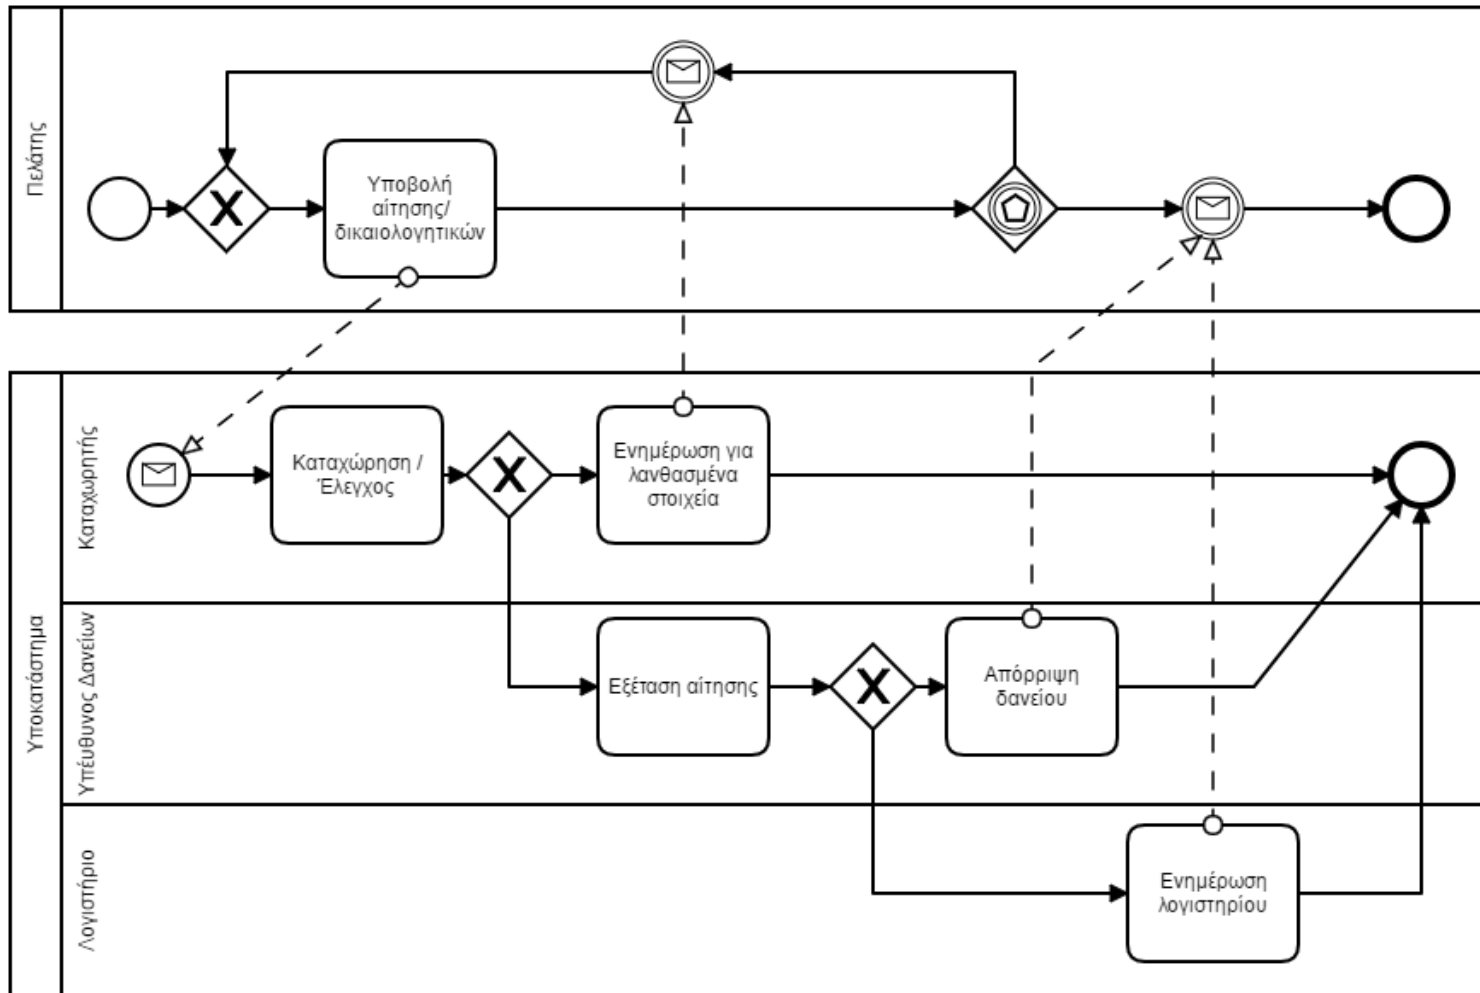 Πελάτης
Υποβολή
αίτησης/
δικαιολογητικών
Υποκατάστημα
Καταχωρητής
Καταχώρηση /
Έλεγχος
Ενημέρωση για
λανθασμένα
στοιχεία
Υπέυθυνος Δανείων
Εξέταση αίτησης
Απόρριψη
δανείου
Λογιστήριο
Ενημέρωση
λογιστηρίου